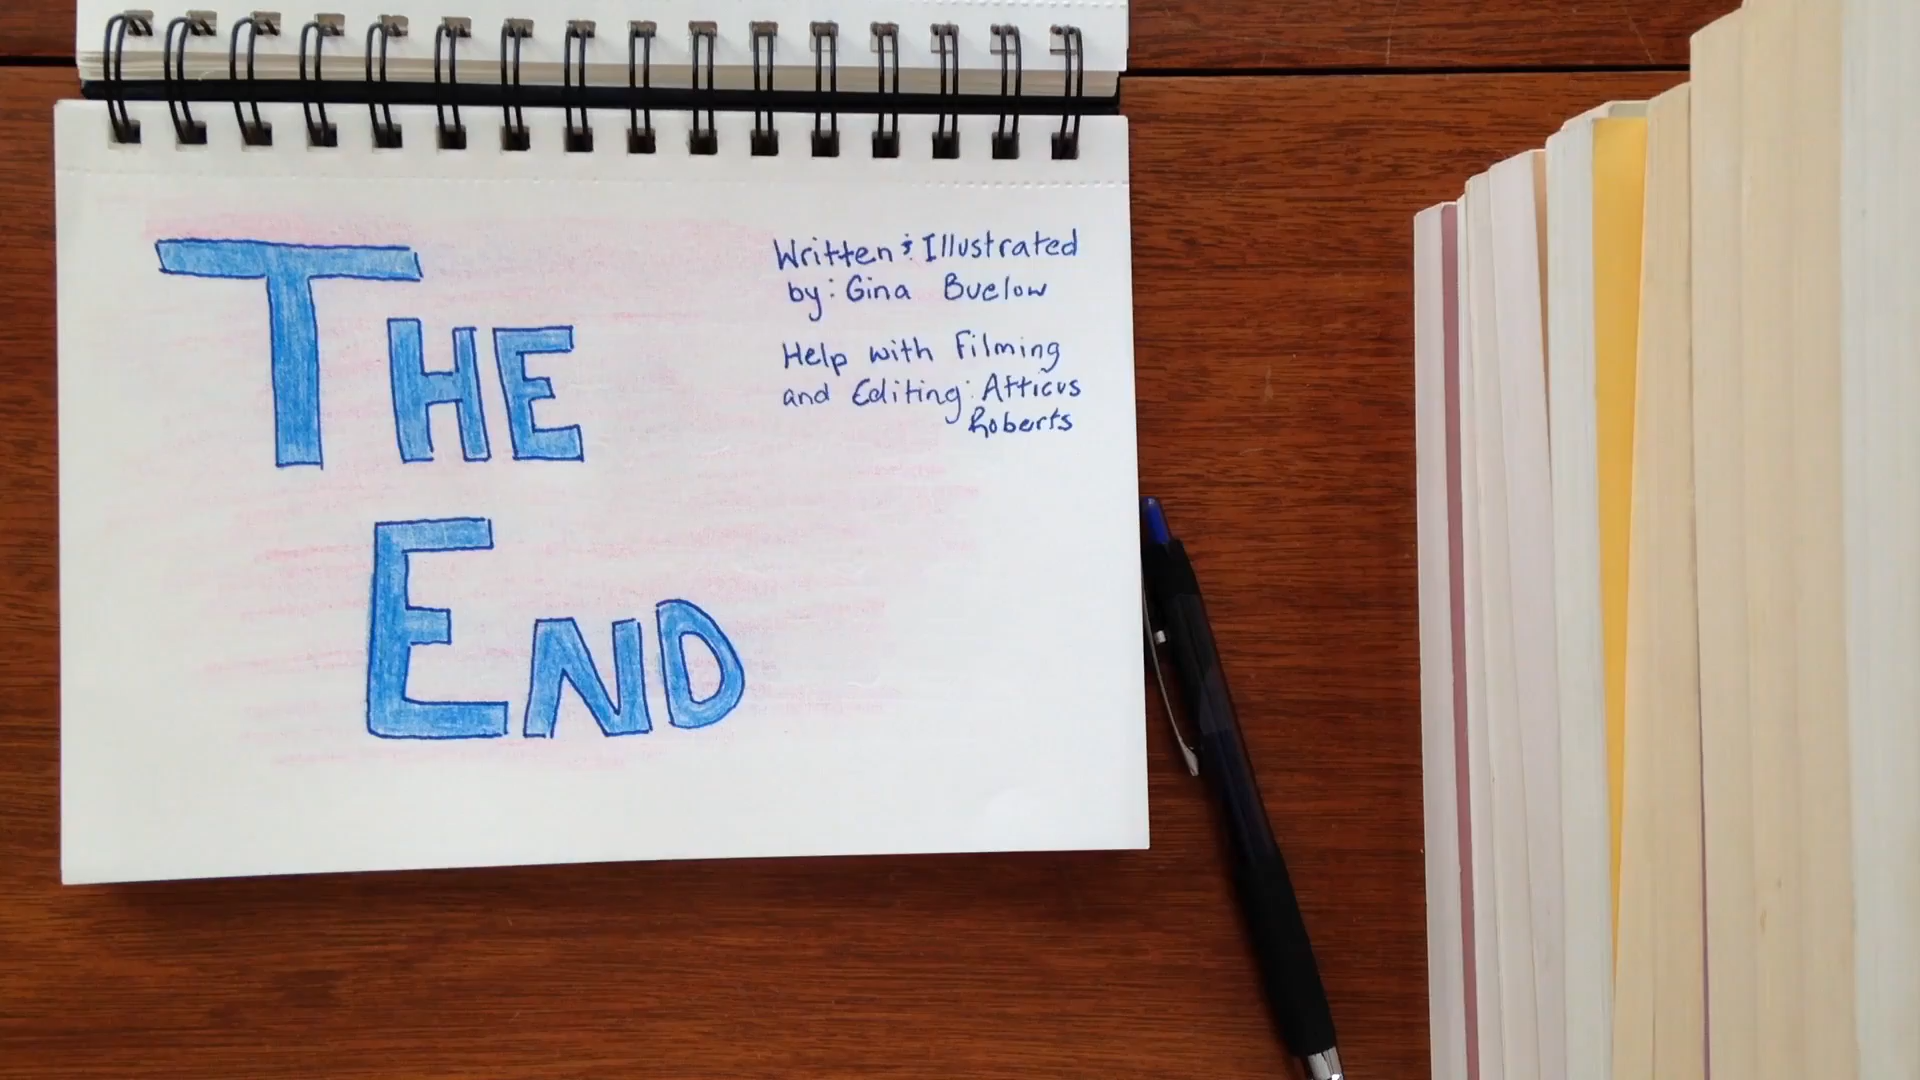 THE
END
Written & Illustrated
by: Gina Buelow
Help with Filming
and Editing: Atticus
Roberts